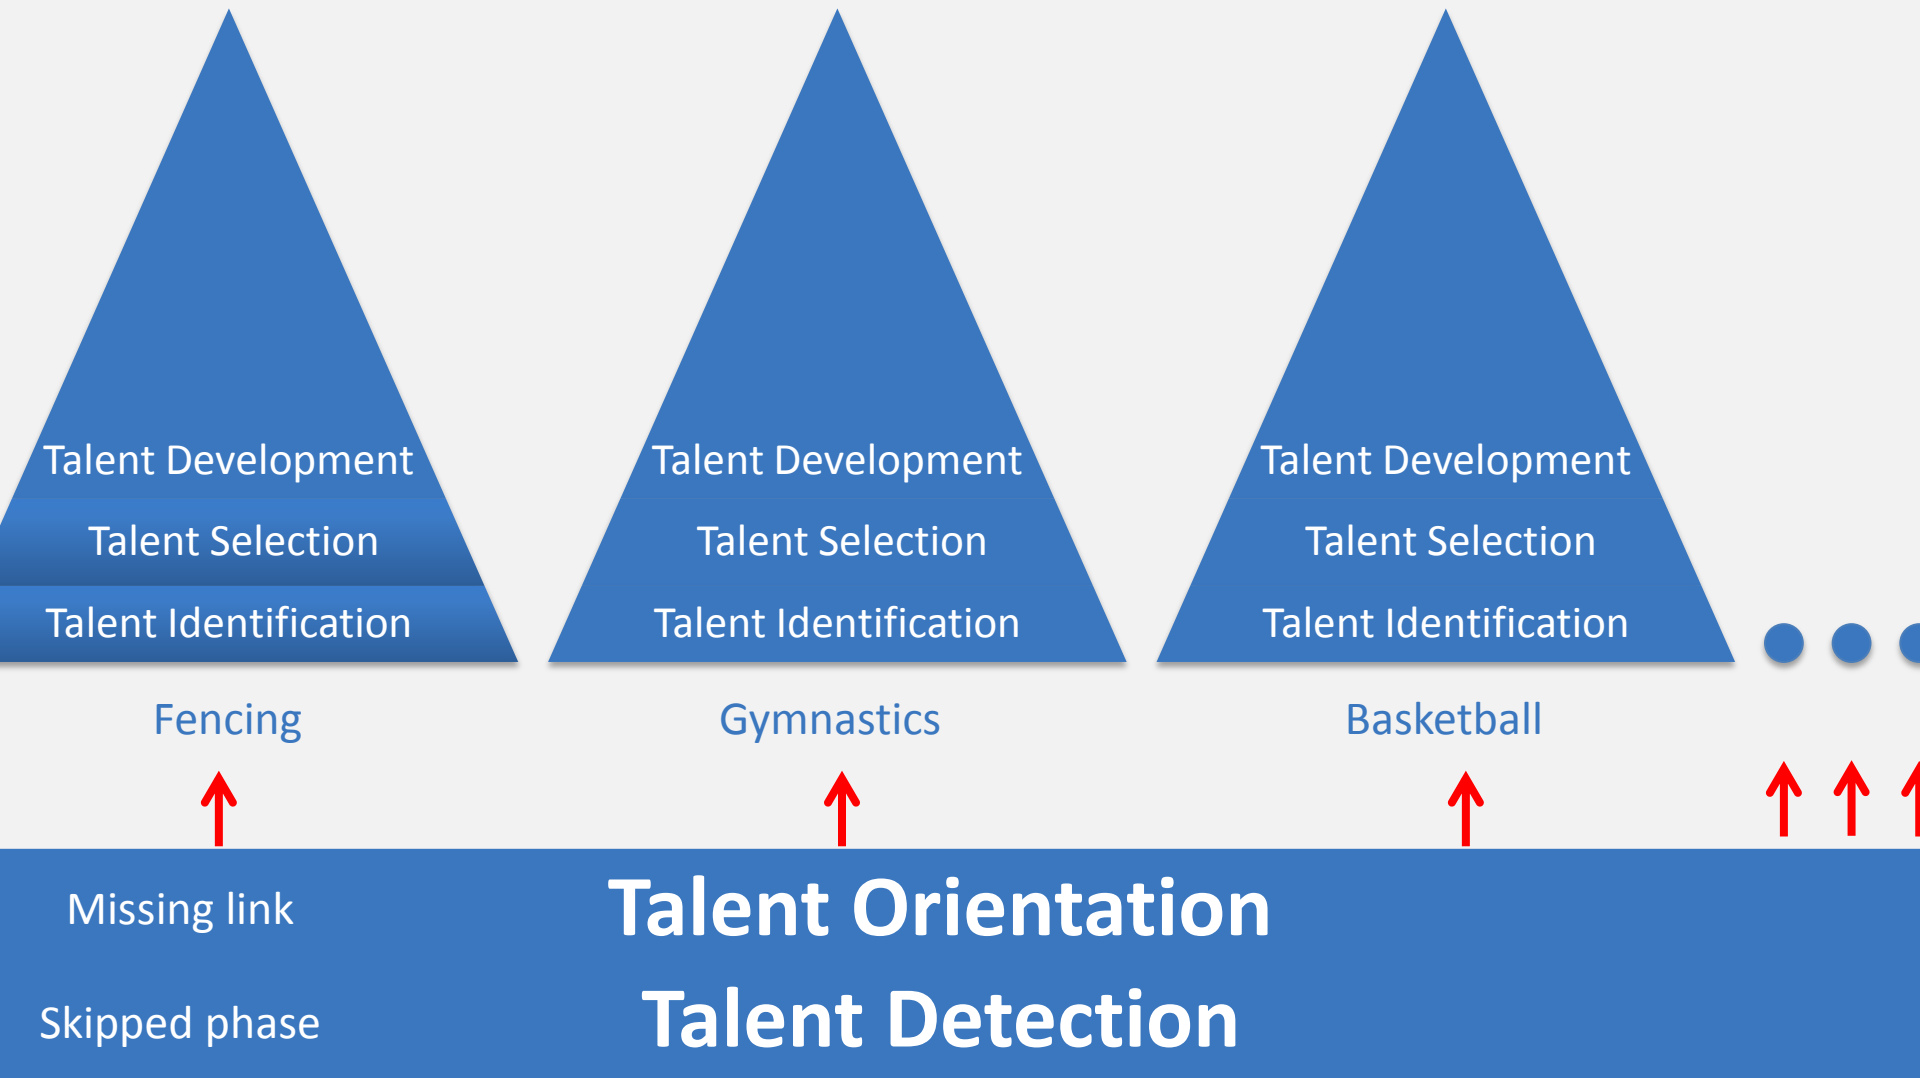 Talent Development
Talent Selection
Talent Identification
Fencing
Talent Development
Talent Selection
Talent Identification
Gymnastics
Talent Development
Talent Selection
Talent Identification
Basketball
Missing link
Talent Orientation
Skipped phase
Talent Detection